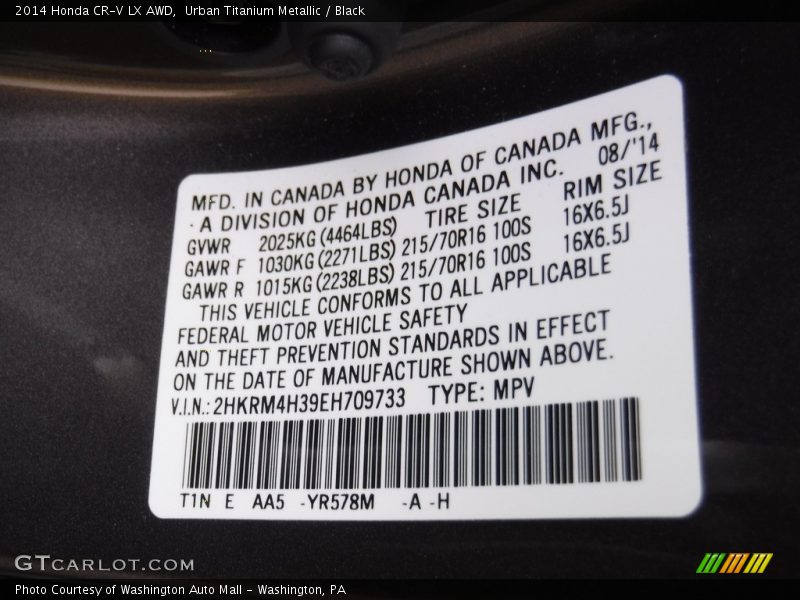 2014 Honda CR-V LX AWD,  Urban Titanium Metallic / Black
MFD. IN CANADA BY HONDA OF CANADA MFG.,
A DIVISION OF HONDA CANADA INC. 08/'14
GVWR 2025KG (4464LBS) TIRE SIZE RIM SIZE
GAWR F 1030KG (2271LBS) 215/70R16 100S 16X6.5J
GAWR R 1015KG (2238LBS) 215/70R16 100S 16X6.5J
THIS VEHICLE CONFORMS TO ALL APPLICABLE
FEDERAL MOTOR VEHICLE SAFETY
AND THEFT PREVENTION STANDARDS IN EFFECT
ON THE DATE OF MANUFACTURE SHOWN ABOVE.
V.I.N.: 2HKRM4H39EH709733 TYPE: MPV
T1N E AA5 -YR578M -A -H
GTCARLOT.COM
Photo Courtesy of Washington Auto Mall - Washington, PA